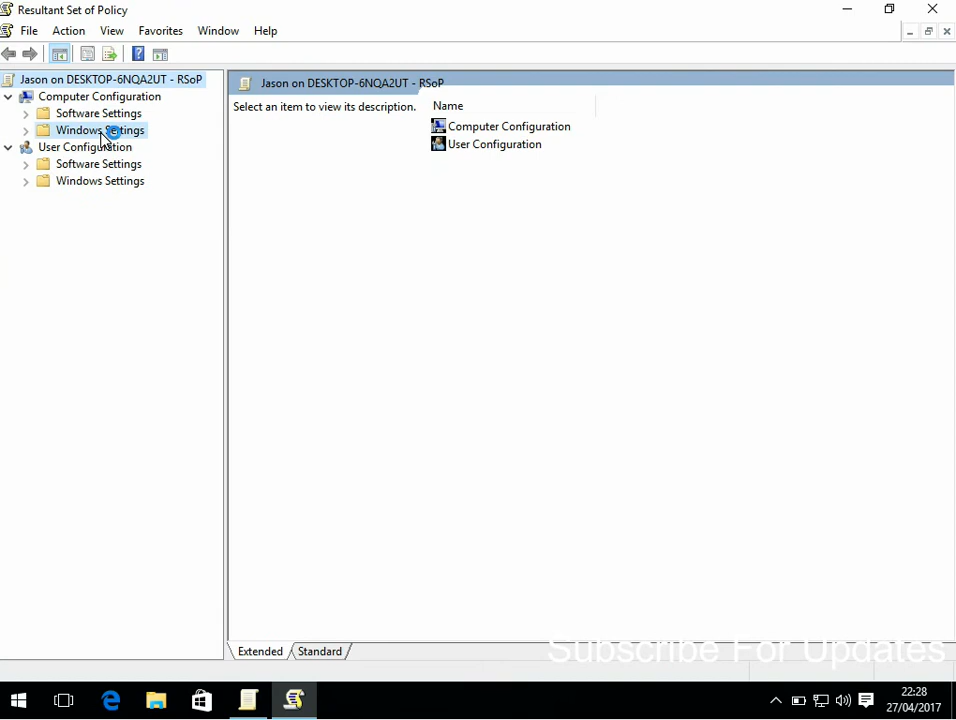 Resultant Set of Policy
File Action View Favorites Window Help
Jason on DESKTOP-6NQA2UT - RSoP
Computer Configuration
Software Settings
Windows Settings
User Configuration
Software Settings
Windows Settings
Jason on DESKTOP-6NQA2UT - RSoP
Select an item to view its description.
Name
Computer Configuration
User Configuration
Extended Standard
Subscribe For Updates
22:28
27/04/2017